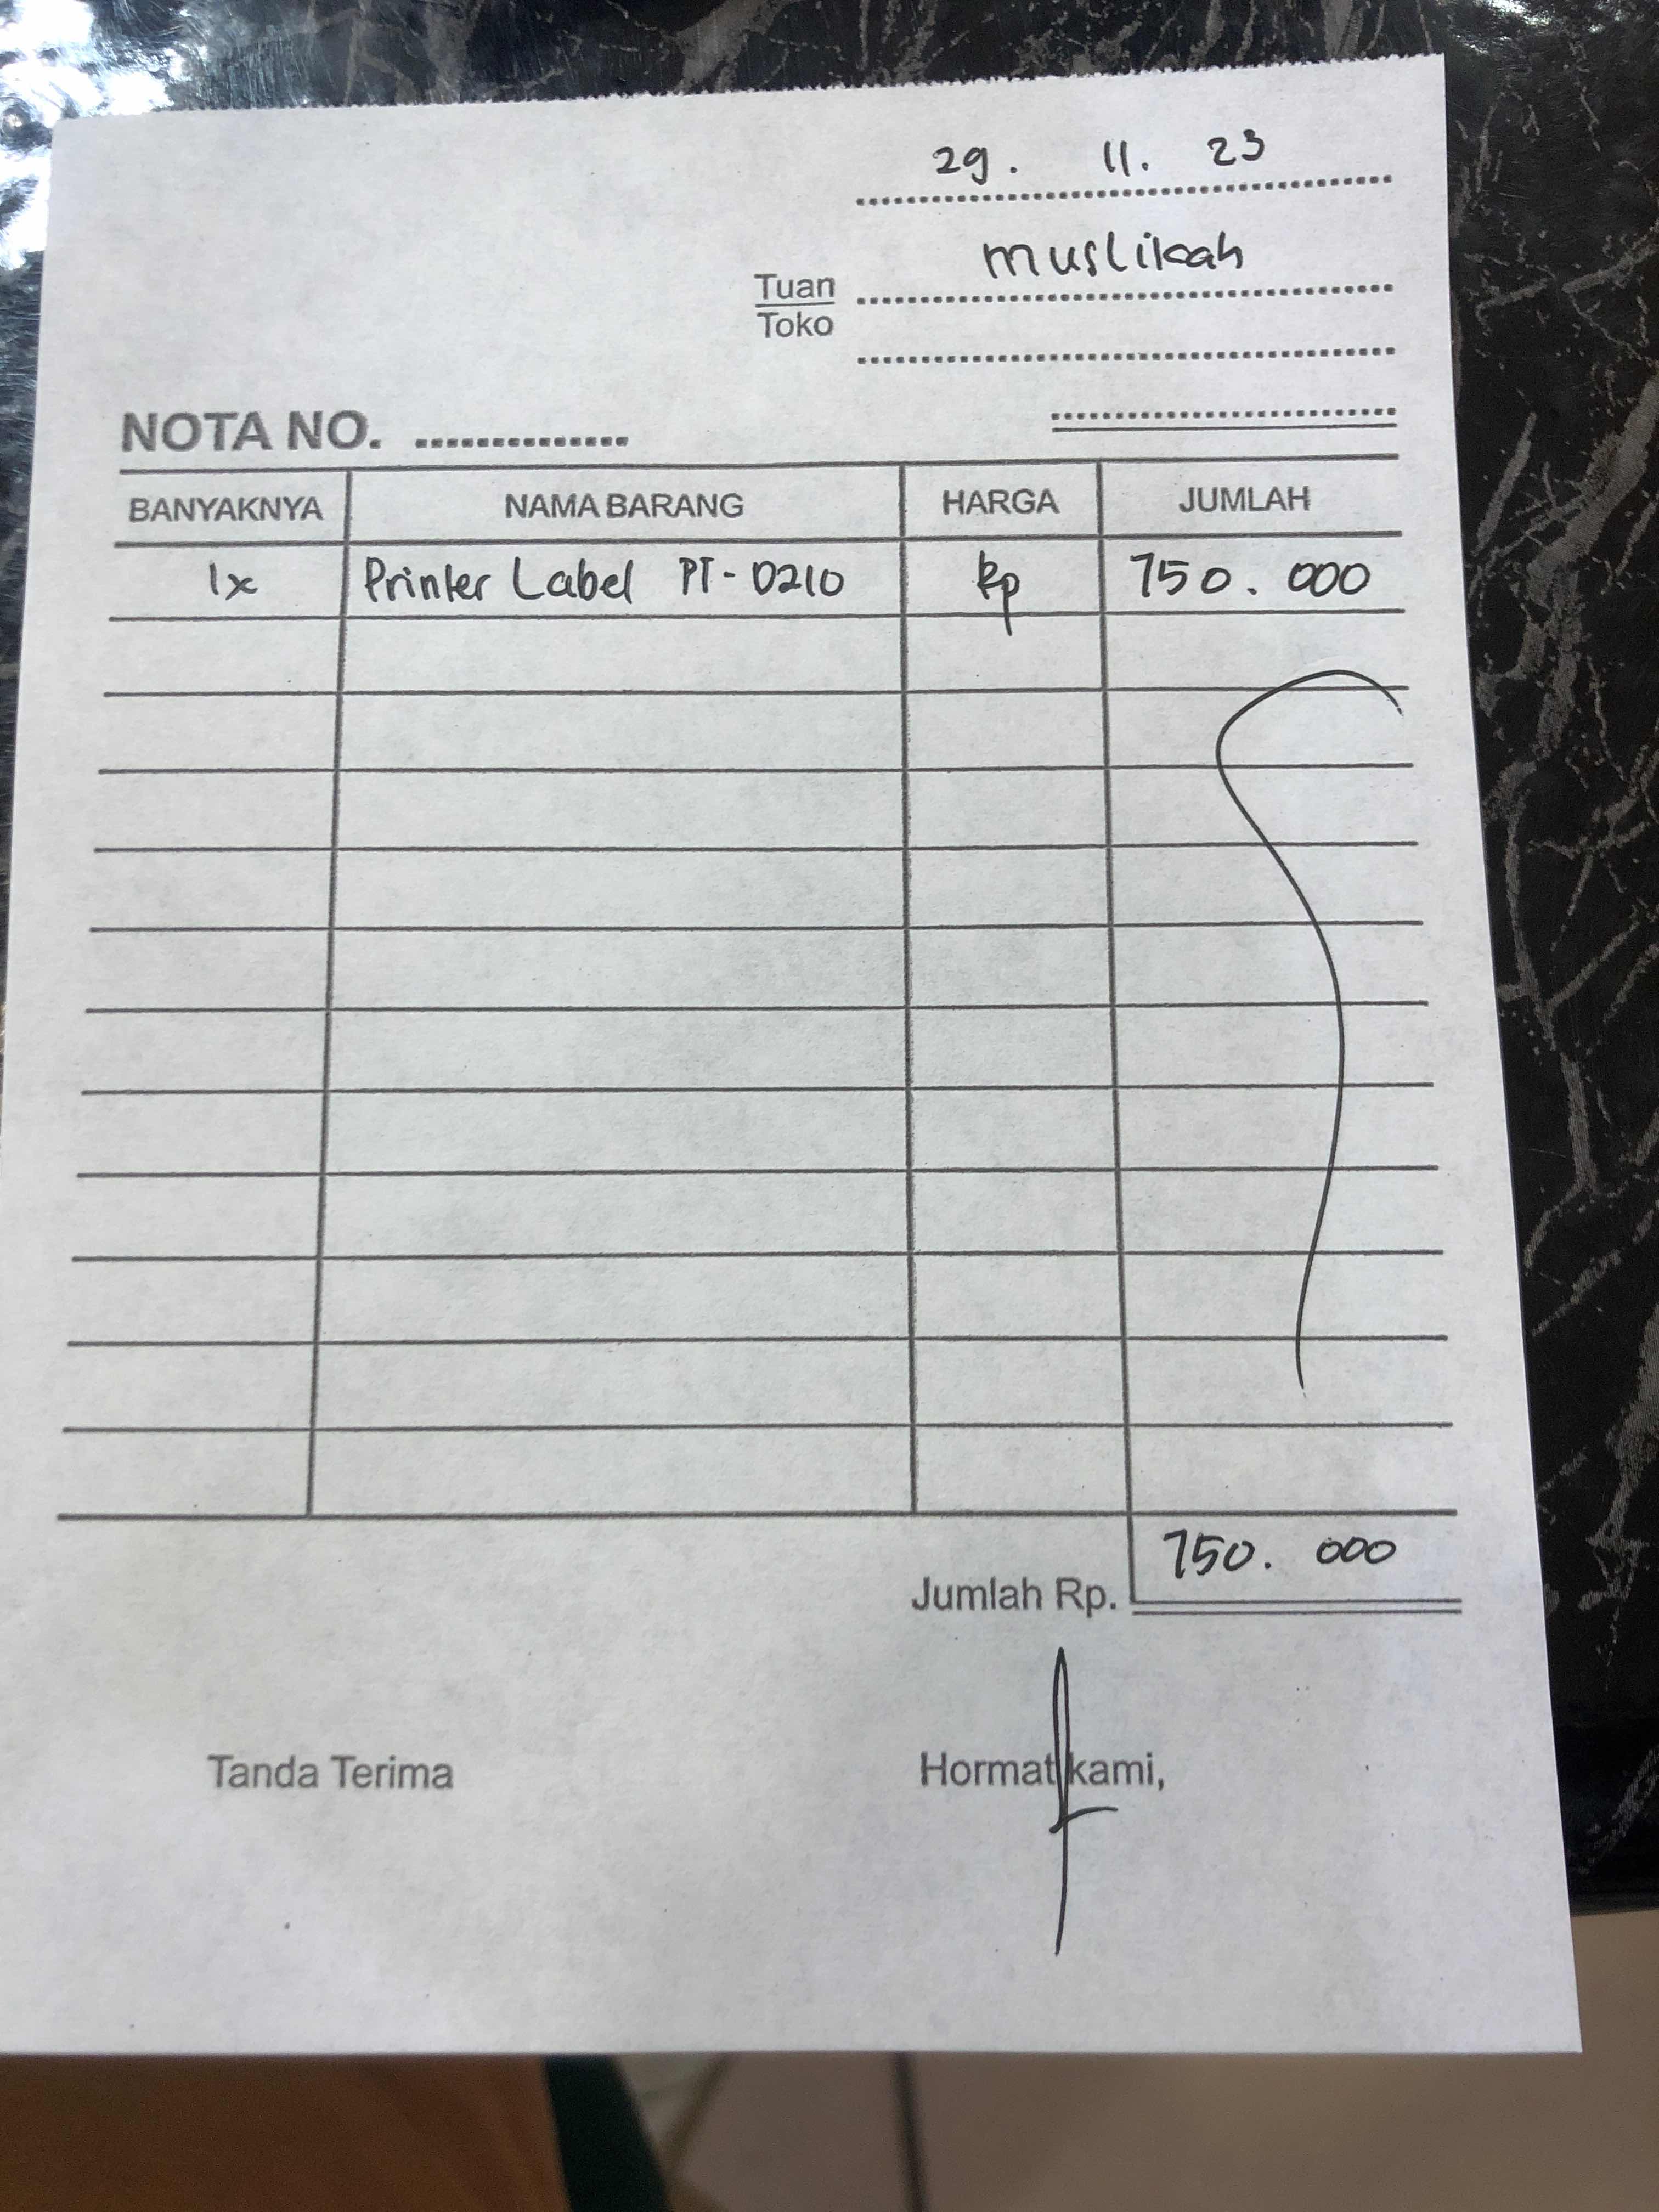 29. 11. 23
Tuan muslikah
Toko
NOTA NO. ..............
BANYAKNYA NAMA BARANG HARGA JUMLAH
1x Printer Label PT-D210 Rp 750.000
Jumlah Rp. 750.000
Tanda Terima Hormat kami,